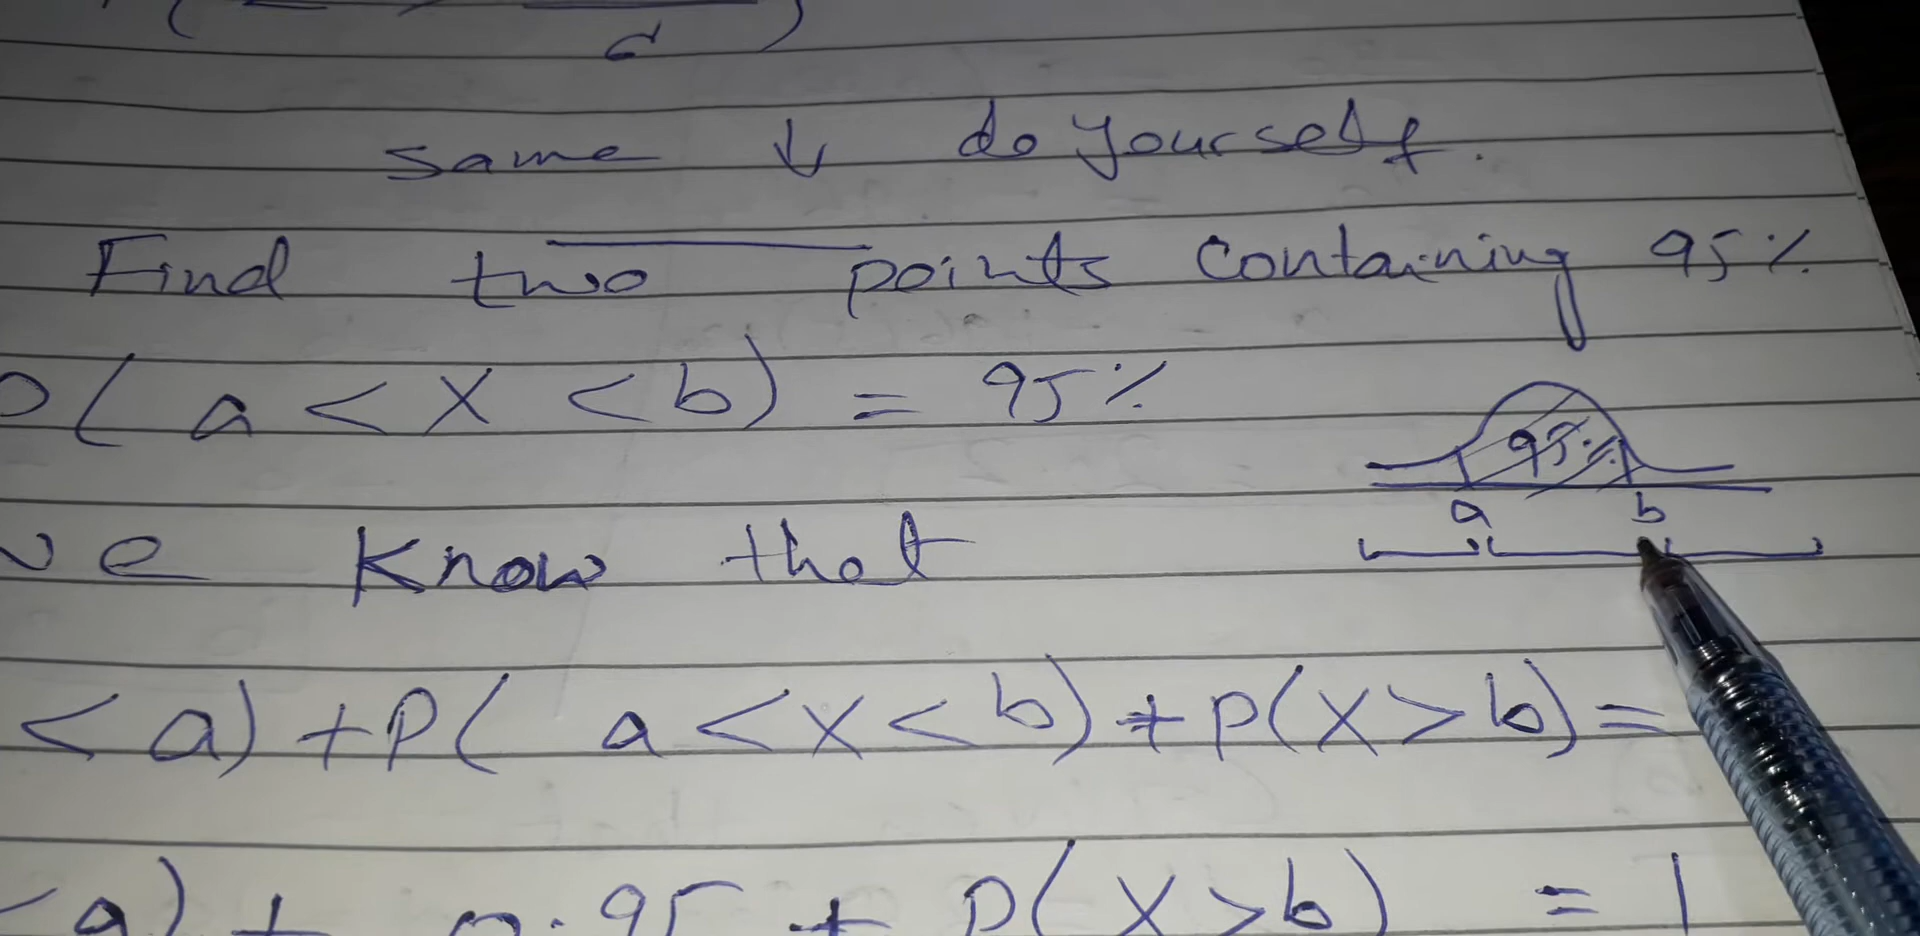 σ
same ↓ do yourself.
Find two points containing 95%
P( a < X < b) = 95%
95%
a b
we know that
< a) + P( a < X < b) + P(X > b) =
a) + 0.95 + P( X > b) = 1